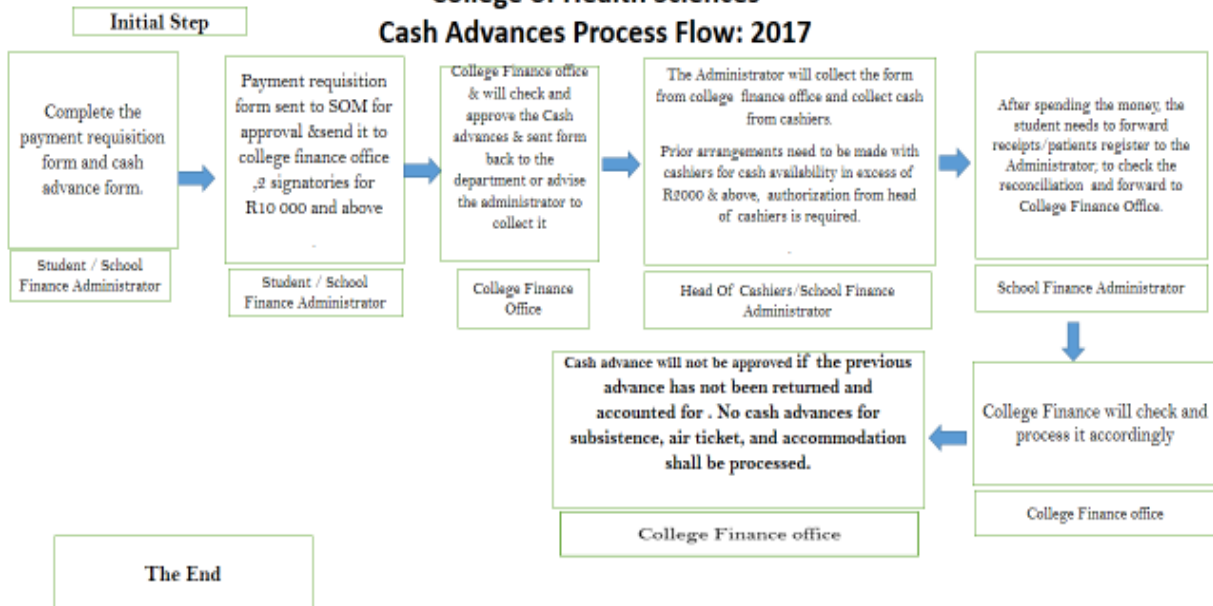 College of Health Sciences
Initial Step
Cash Advances Process Flow: 2017
Complete the
payment requisition
form and cash
advance form.
Student / School
Finance Administrator
Payment requisition
form sent to SOM for
approval &send it to
college finance office
,2 signatories for
R10 000 and above
.
Student / School
Finance Administrator
College Finance office
& will check and
approve the Cash
advances & sent form
back to the
department or advise
the administrator to
collect it
College Finance
Office
The Administrator will collect the form
from college finance office and collect cash
from cashiers.
Prior arrangements need to be made with
cashiers for cash availability in excess of
R2000 & above, authorization from head
of cashiers is required.
.
Head Of Cashiers/School Finance
Administrator
After spending the money, the
student needs to forward
receipts/patients register to the
Administrator; to check the
reconciliation and forward to
College Finance Office.
School Finance Administrator
College Finance will check and
process it accordingly
College Finance office
Cash advance will not be approved if the previous
advance has not been returned and
accounted for . No cash advances for
subsistence, air ticket, and accommodation
shall be processed.
College Finance office
The End